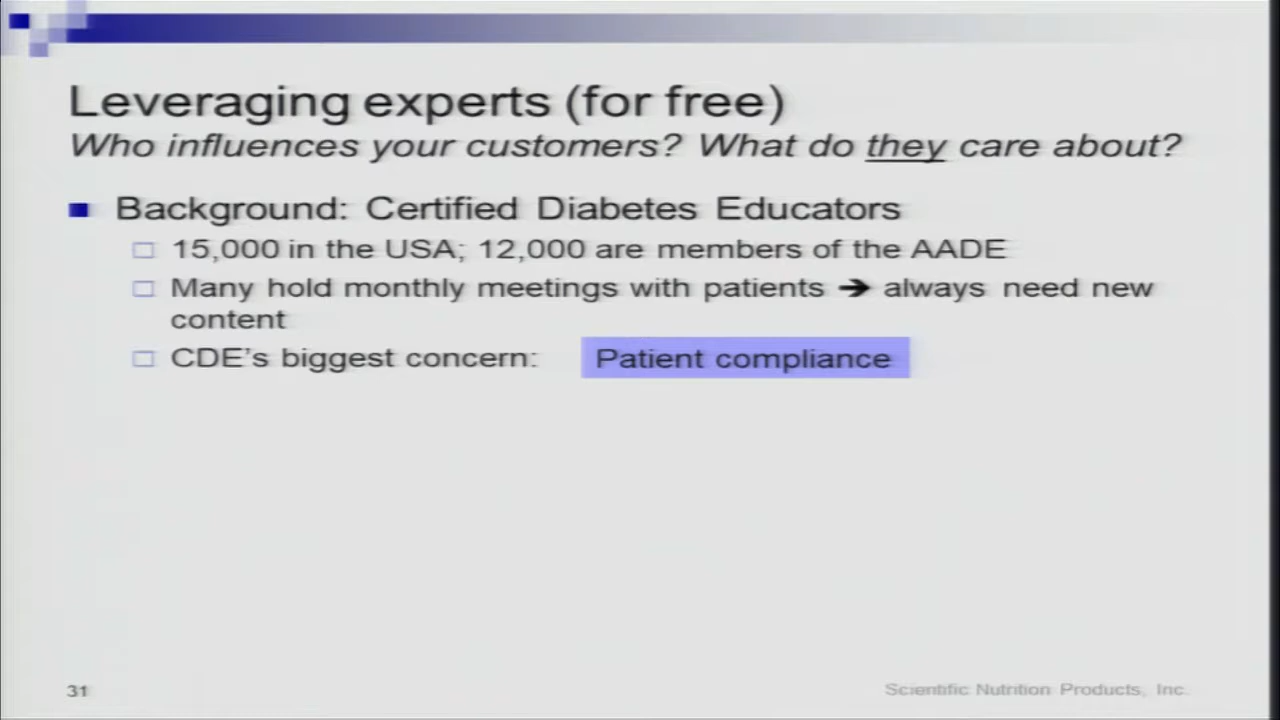 Leveraging experts (for free)
Who influences your customers? What do they care about?
Background: Certified Diabetes Educators
15,000 in the USA; 12,000 are members of the AADE
Many hold monthly meetings with patients ➔ always need new
content
CDE's biggest concern: Patient compliance
31
Scientific Nutrition Products, Inc.